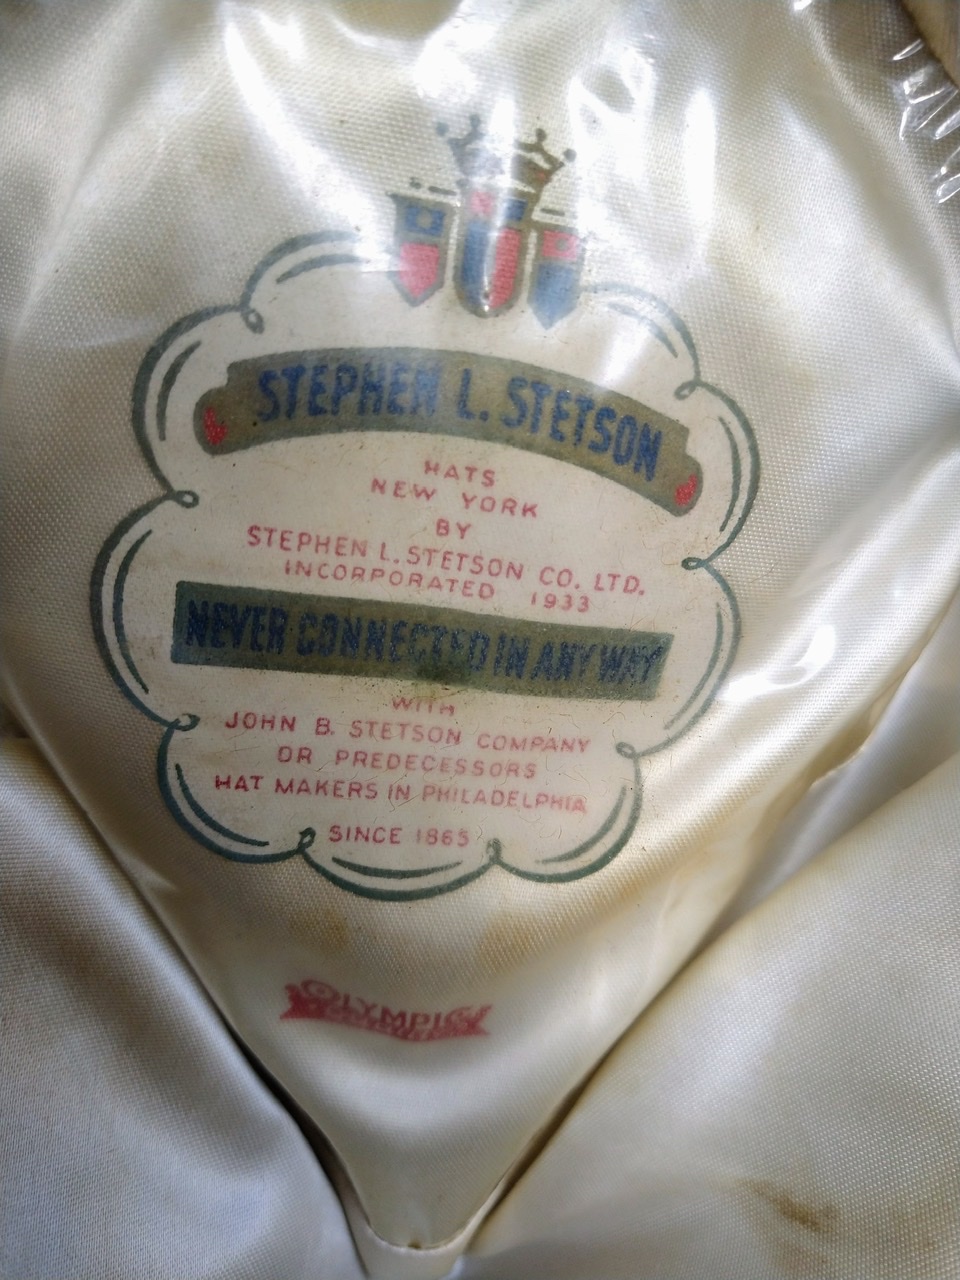 STEPHEN L. STETSON
HATS
NEW YORK
BY
STEPHEN L. STETSON CO. LTD.
INCORPORATED 1933
NEVER CONNECTED IN ANY WAY
WITH
JOHN B. STETSON COMPANY
OR PREDECESSORS
HAT MAKERS IN PHILADELPHIA
SINCE 1865
OLYMPIC